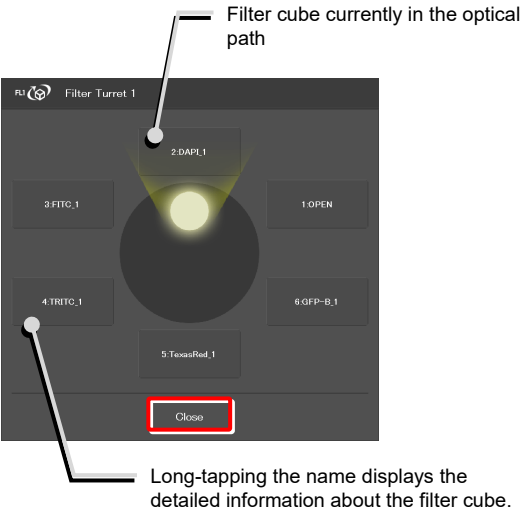 Filter cube currently in the optical
path
FL1 Filter Turret 1
2:DAPI_1
3:FITC_1
1:OPEN
4:TRITC_1
6:GFP-B_1
5:TexasRed_1
Close
Long-tapping the name displays the
detailed information about the filter cube.